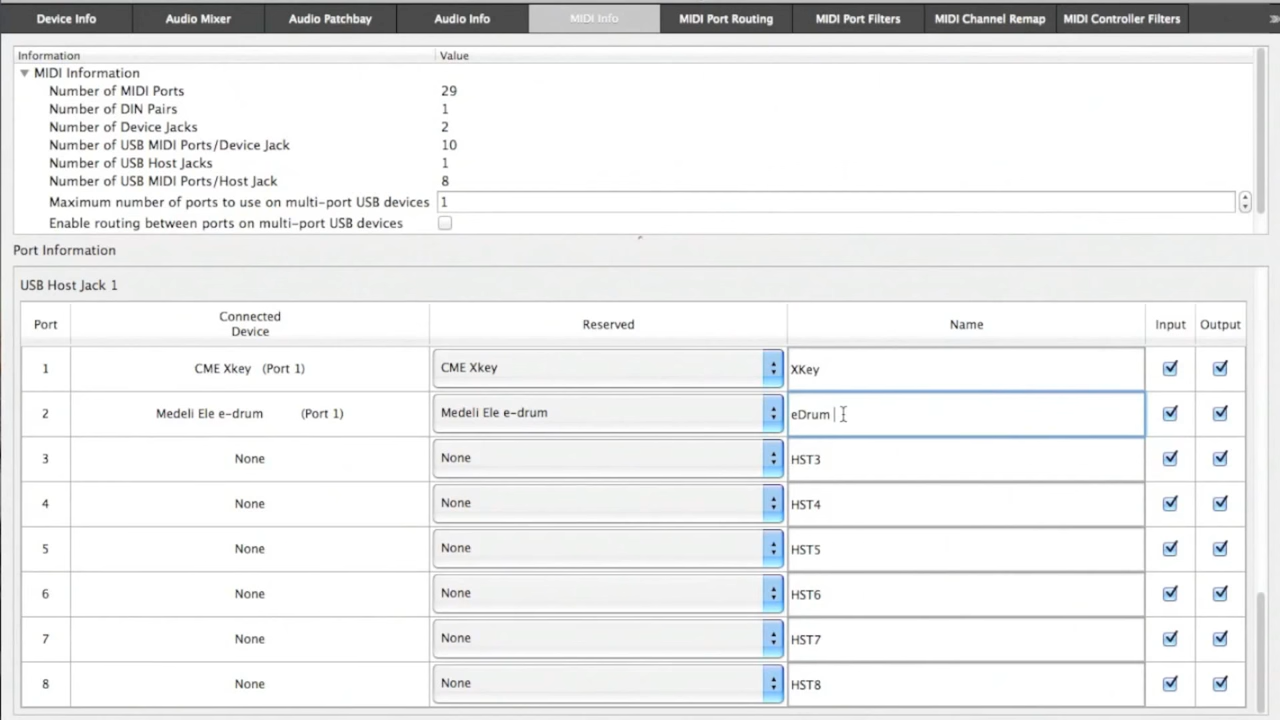 Device Info Audio Mixer Audio Patchbay Audio Info MIDI Info MIDI Port Routing MIDI Port Filters MIDI Channel Remap MIDI Controller Filters »
Information Value
MIDI Information
Number of MIDI Ports 29
Number of DIN Pairs 1
Number of Device Jacks 2
Number of USB MIDI Ports/Device Jack 10
Number of USB Host Jacks 1
Number of USB MIDI Ports/Host Jack 8
Maximum number of ports to use on multi-port USB devices 1
Enable routing between ports on multi-port USB devices
Port Information
USB Host Jack 1
Port Connected Device Reserved Name Input Output
1 CME Xkey (Port 1) CME Xkey XKey
2 Medeli Ele e-drum (Port 1) Medeli Ele e-drum eDrum
3 None None HST3
4 None None HST4
5 None None HST5
6 None None HST6
7 None None HST7
8 None None HST8